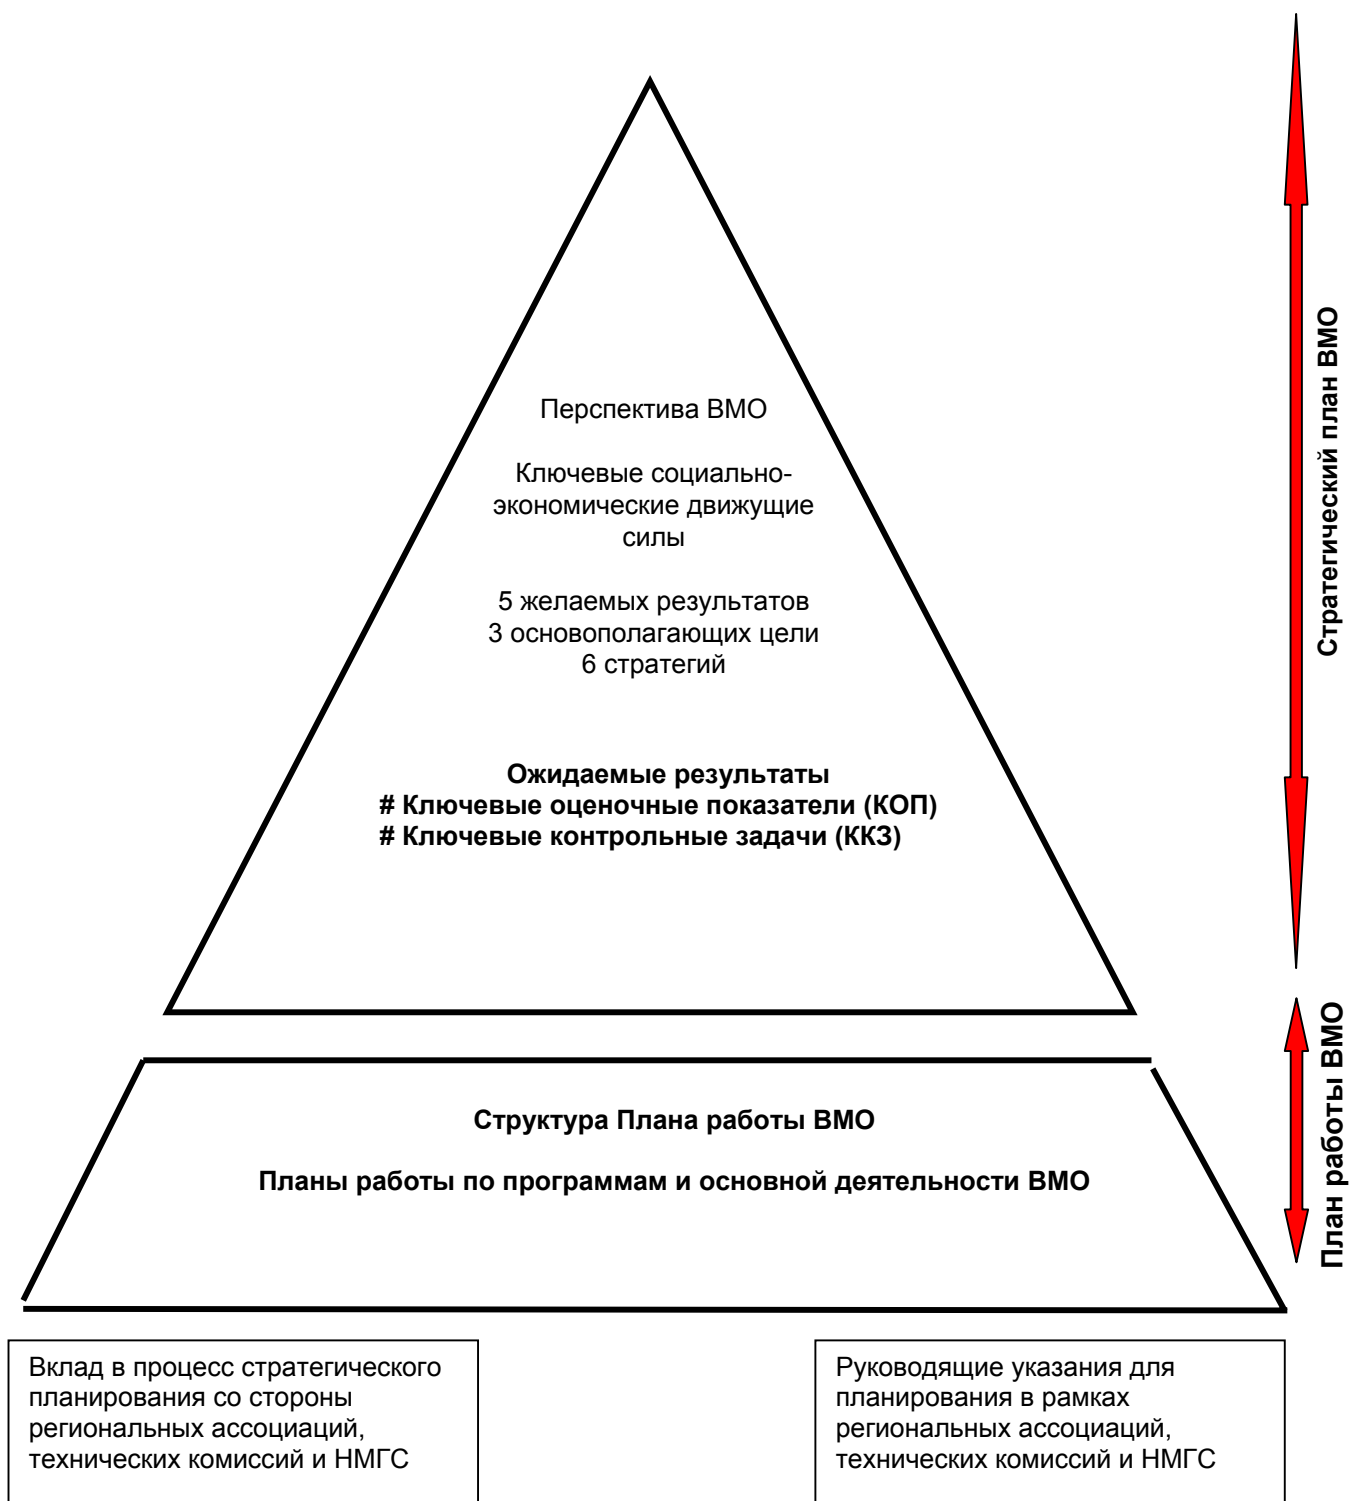 Перспектива ВМО
Ключевые социально-
экономические движущие
силы
5 желаемых результатов
3 основополагающих цели
6 стратегий
Ожидаемые результаты
# Ключевые оценочные показатели (КОП)
# Ключевые контрольные задачи (ККЗ)
Стратегический план ВМО
Структура Плана работы ВМО
Планы работы по программам и основной деятельности ВМО
План работы ВМО
Вклад в процесс стратегического
планирования со стороны
региональных ассоциаций,
технических комиссий и НМГС
Руководящие указания для
планирования в рамках
региональных ассоциаций,
технических комиссий и НМГС